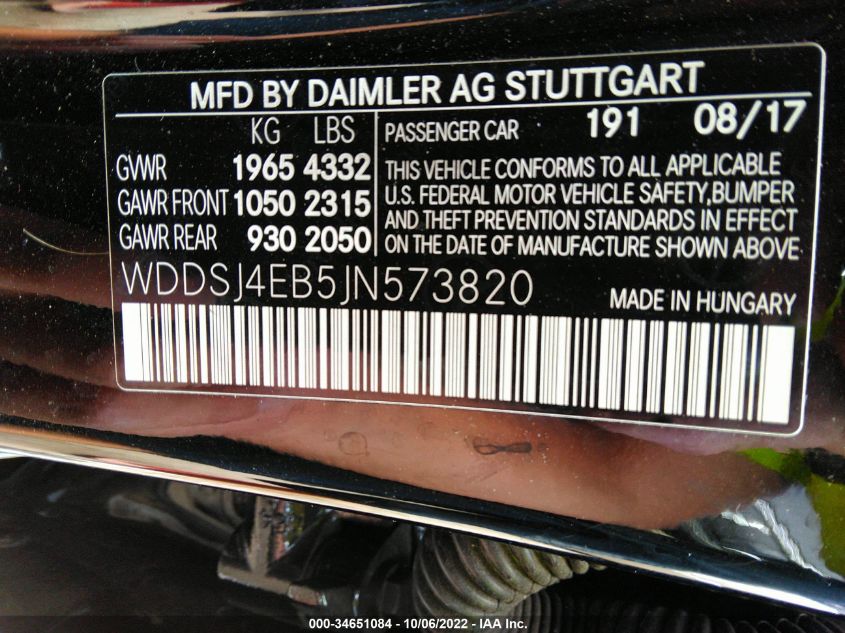 MFD BY DAIMLER AG STUTTGART
KG LBS
GVWR 1965 4332
GAWR FRONT 1050 2315
GAWR REAR 930 2050
PASSENGER CAR 191 08/17
THIS VEHICLE CONFORMS TO ALL APPLICABLE
U.S. FEDERAL MOTOR VEHICLE SAFETY,BUMPER
AND THEFT PREVENTION STANDARDS IN EFFECT
ON THE DATE OF MANUFACTURE SHOWN ABOVE
WDDSJ4EB5JN573820
MADE IN HUNGARY
000-34651084 - 10/06/2022 - IAA Inc.